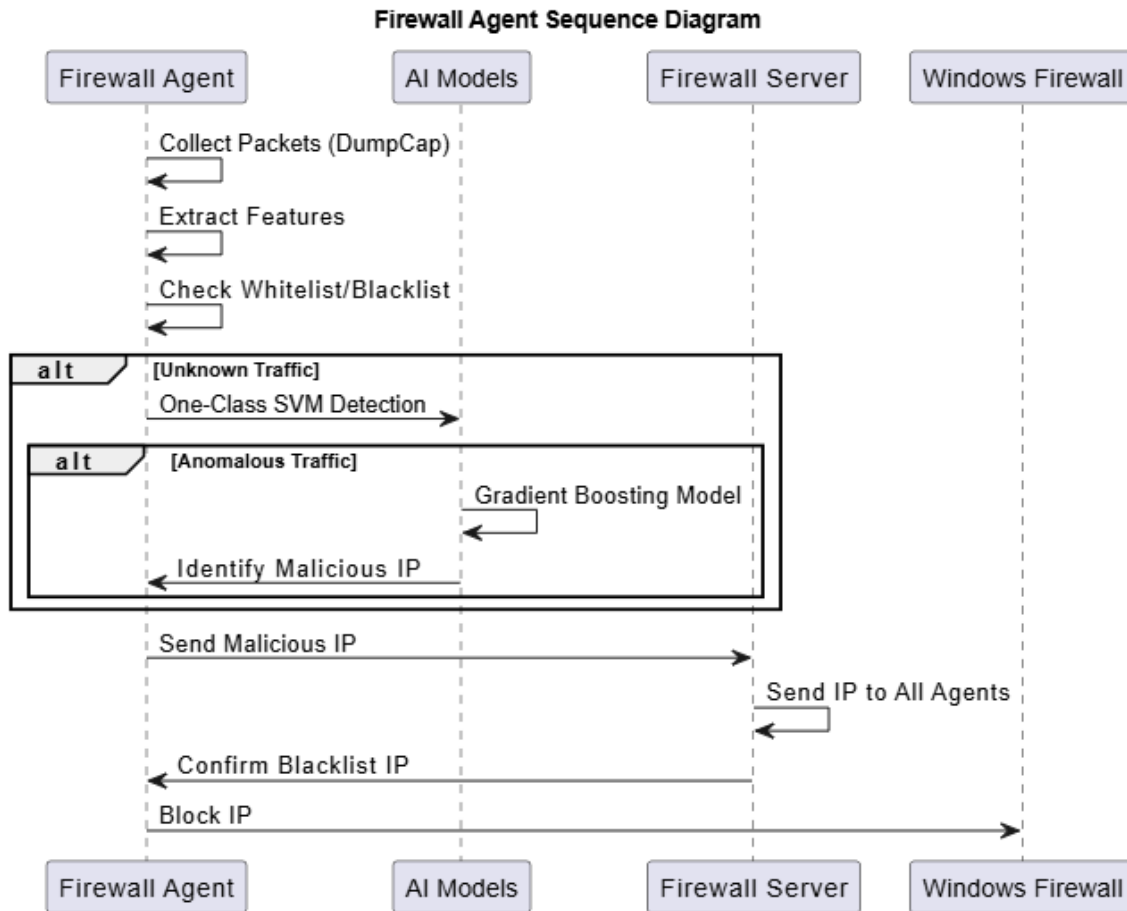 Firewall Agent Sequence Diagram
Firewall Agent
AI Models
Firewall Server
Windows Firewall
Collect Packets (DumpCap)
Extract Features
Check Whitelist/Blacklist
alt
[Unknown Traffic]
One-Class SVM Detection
alt
[Anomalous Traffic]
Gradient Boosting Model
Identify Malicious IP
Send Malicious IP
Send IP to All Agents
Confirm Blacklist IP
Block IP
Firewall Agent
AI Models
Firewall Server
Windows Firewall